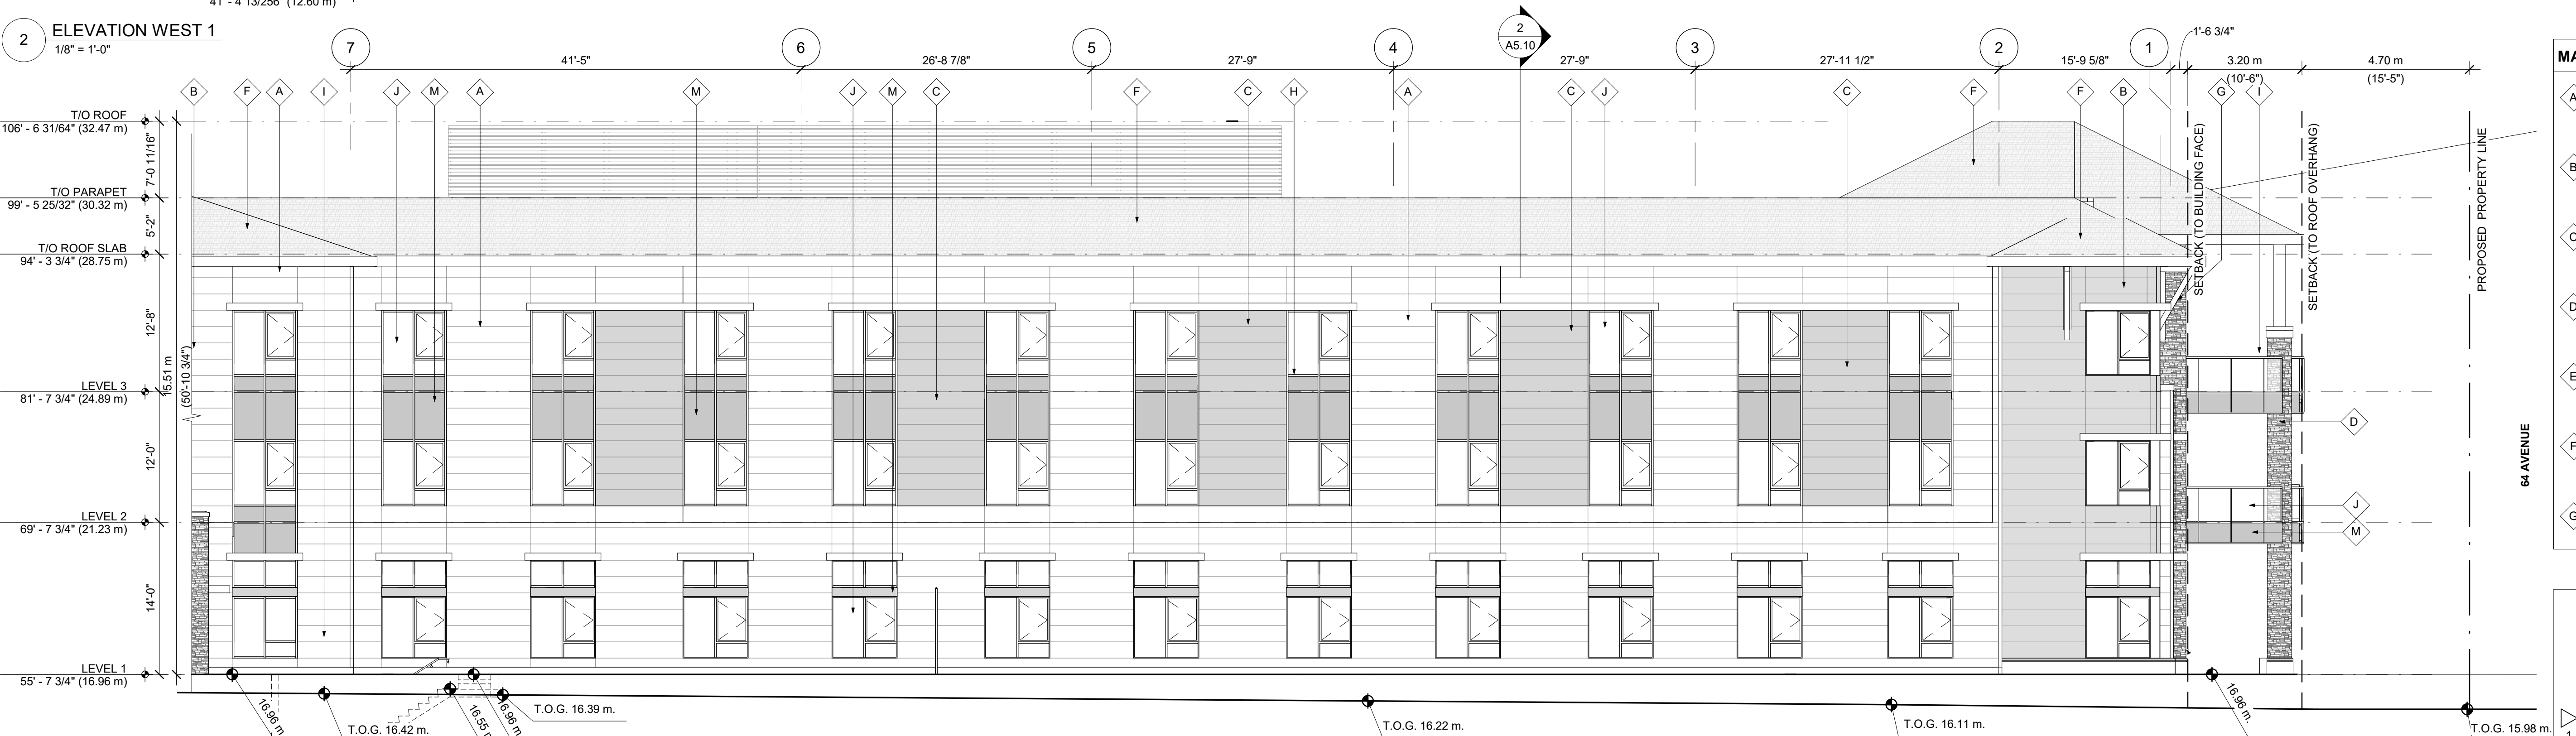 41' - 4 13/256" (12.60 m)
2
ELEVATION WEST 1
1/8" = 1'-0"
7
6
5
4
2
A5.10
3
2
1
1'-6 3/4"
41'-5"
26'-8 7/8"
27'-9"
27'-9"
27'-11 1/2"
15'-9 5/8"
3.20 m
(10'-6")
4.70 m
(15'-5")
MA
B
F
A
I
J
M
A
M
J
M
C
F
C
H
A
C
J
C
F
F
B
G
I
A
B
C
D
E
F
G
T/O ROOF
106' - 6 31/64" (32.47 m)
7'-0 11/16"
T/O PARAPET
99' - 5 25/32" (30.32 m)
5'-2"
T/O ROOF SLAB
94' - 3 3/4" (28.75 m)
12'-8"
15.51 m
(50'-10 3/4")
LEVEL 3
81' - 7 3/4" (24.89 m)
12'-0"
LEVEL 2
69' - 7 3/4" (21.23 m)
14'-0"
LEVEL 1
55' - 7 3/4" (16.96 m)
SETBACK (TO BUILDING FACE)
SETBACK (TO ROOF OVERHANG)
PROPOSED PROPERTY LINE
64 AVENUE
D
J
M
16.96 m.
T.O.G. 16.42 m.
16.55 m
16.96 m.
T.O.G. 16.39 m.
T.O.G. 16.22 m.
T.O.G. 16.11 m.
16.96 m.
T.O.G. 15.98 m.